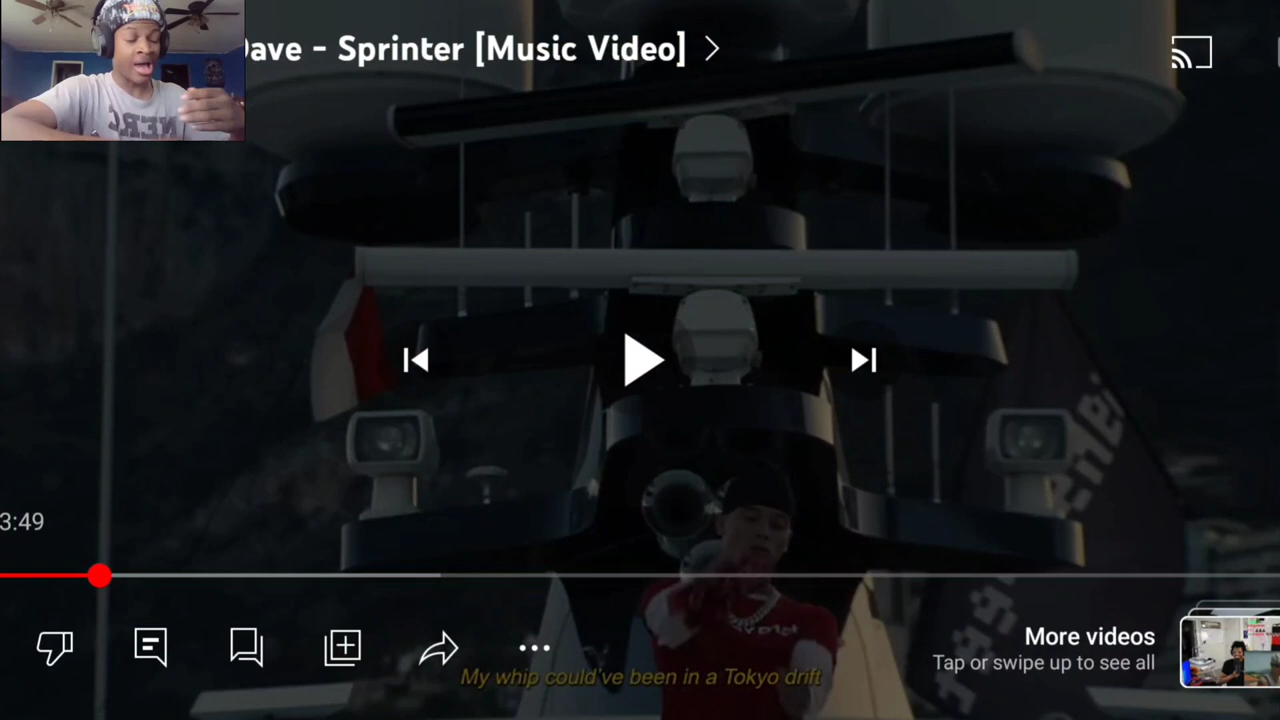 Dave - Sprinter [Music Video]
3:49
More videos
Tap or swipe up to see all
My whip could've been in a Tokyo drift